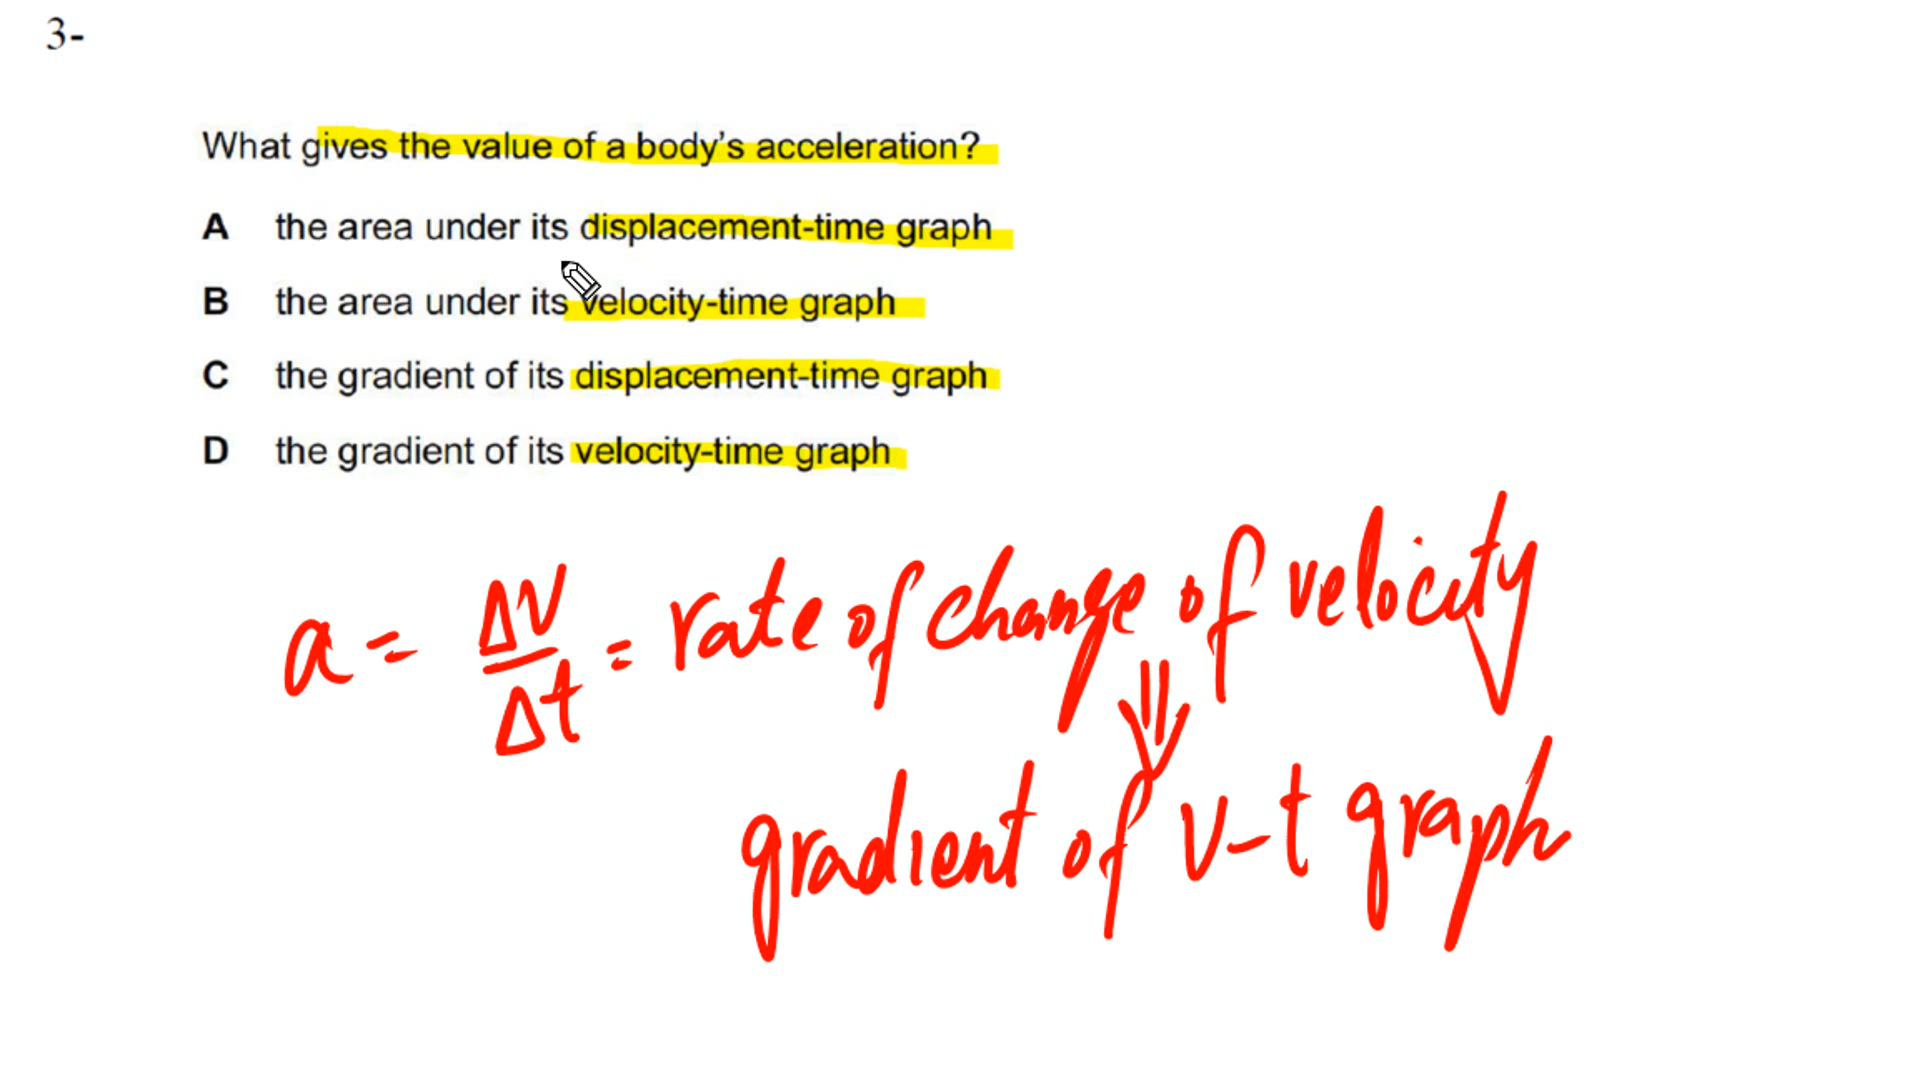 3-
What gives the value of a body's acceleration?
A the area under its displacement-time graph
B the area under its velocity-time graph
C the gradient of its displacement-time graph
D the gradient of its velocity-time graph
a = Δv/Δt = rate of change of velocity
⇓
gradient of v-t graph